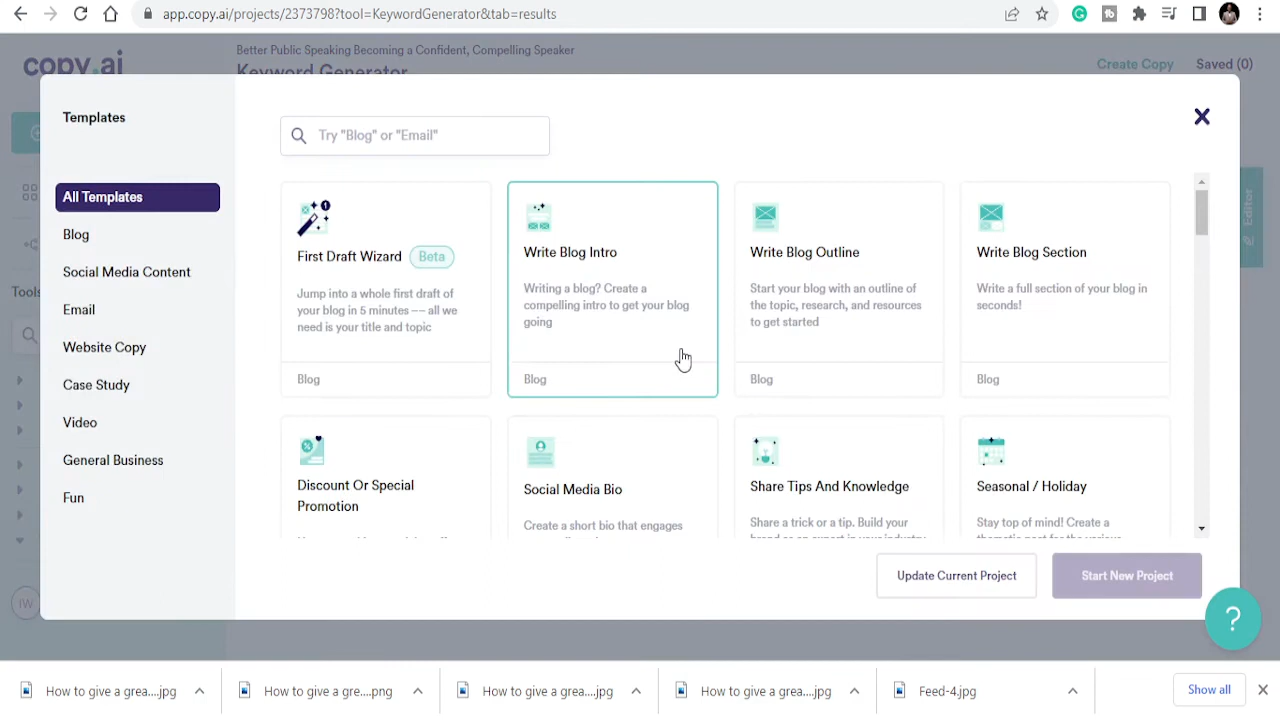 app.copy.ai/projects/2373798?tool=KeywordGenerator&tab=results
copy.ai
Better Public Speaking Becoming a Confident, Compelling Speaker
Keyword Generator
Create Copy
Saved (0)
Templates
Try "Blog" or "Email"
All Templates
Blog
Social Media Content
Email
Website Copy
Case Study
Video
General Business
Fun
First Draft Wizard
Beta
Jump into a whole first draft of
your blog in 5 minutes –– all we
need is your title and topic
Blog
Write Blog Intro
Writing a blog? Create a
compelling intro to get your blog
going
Blog
Write Blog Outline
Start your blog with an outline of
the topic, research, and resources
to get started
Blog
Write Blog Section
Write a full section of your blog in
seconds!
Blog
Discount Or Special
Promotion
Social Media Bio
Create a short bio that engages
Share Tips And Knowledge
Share a trick or a tip. Build your
brand as an expert in your industry
Seasonal / Holiday
Stay top of mind! Create a
thematic post for the various
Tools
Editor
IW
Update Current Project
Start New Project
?
How to give a grea....jpg
How to give a gre....png
How to give a grea....jpg
How to give a grea....jpg
Feed-4.jpg
Show all